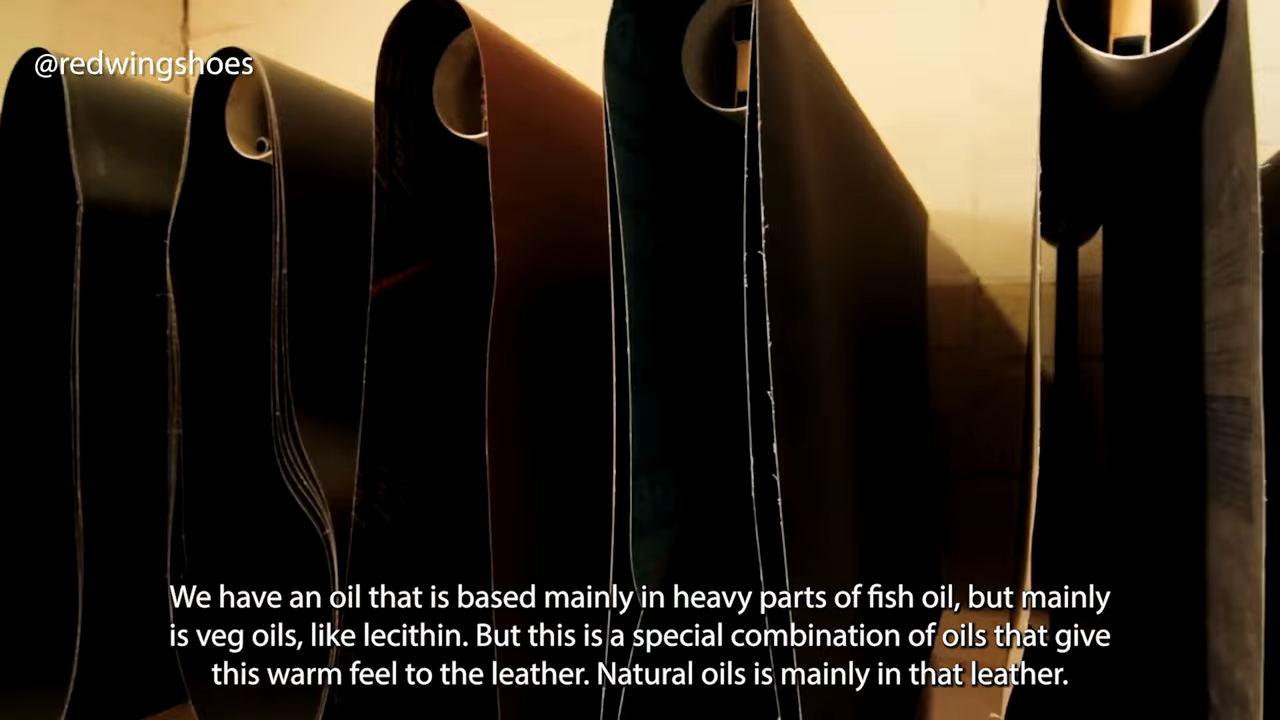 @redwingshoes
We have an oil that is based mainly in heavy parts of fish oil, but mainly
is veg oils, like lecithin. But this is a special combination of oils that give
this warm feel to the leather. Natural oils is mainly in that leather.